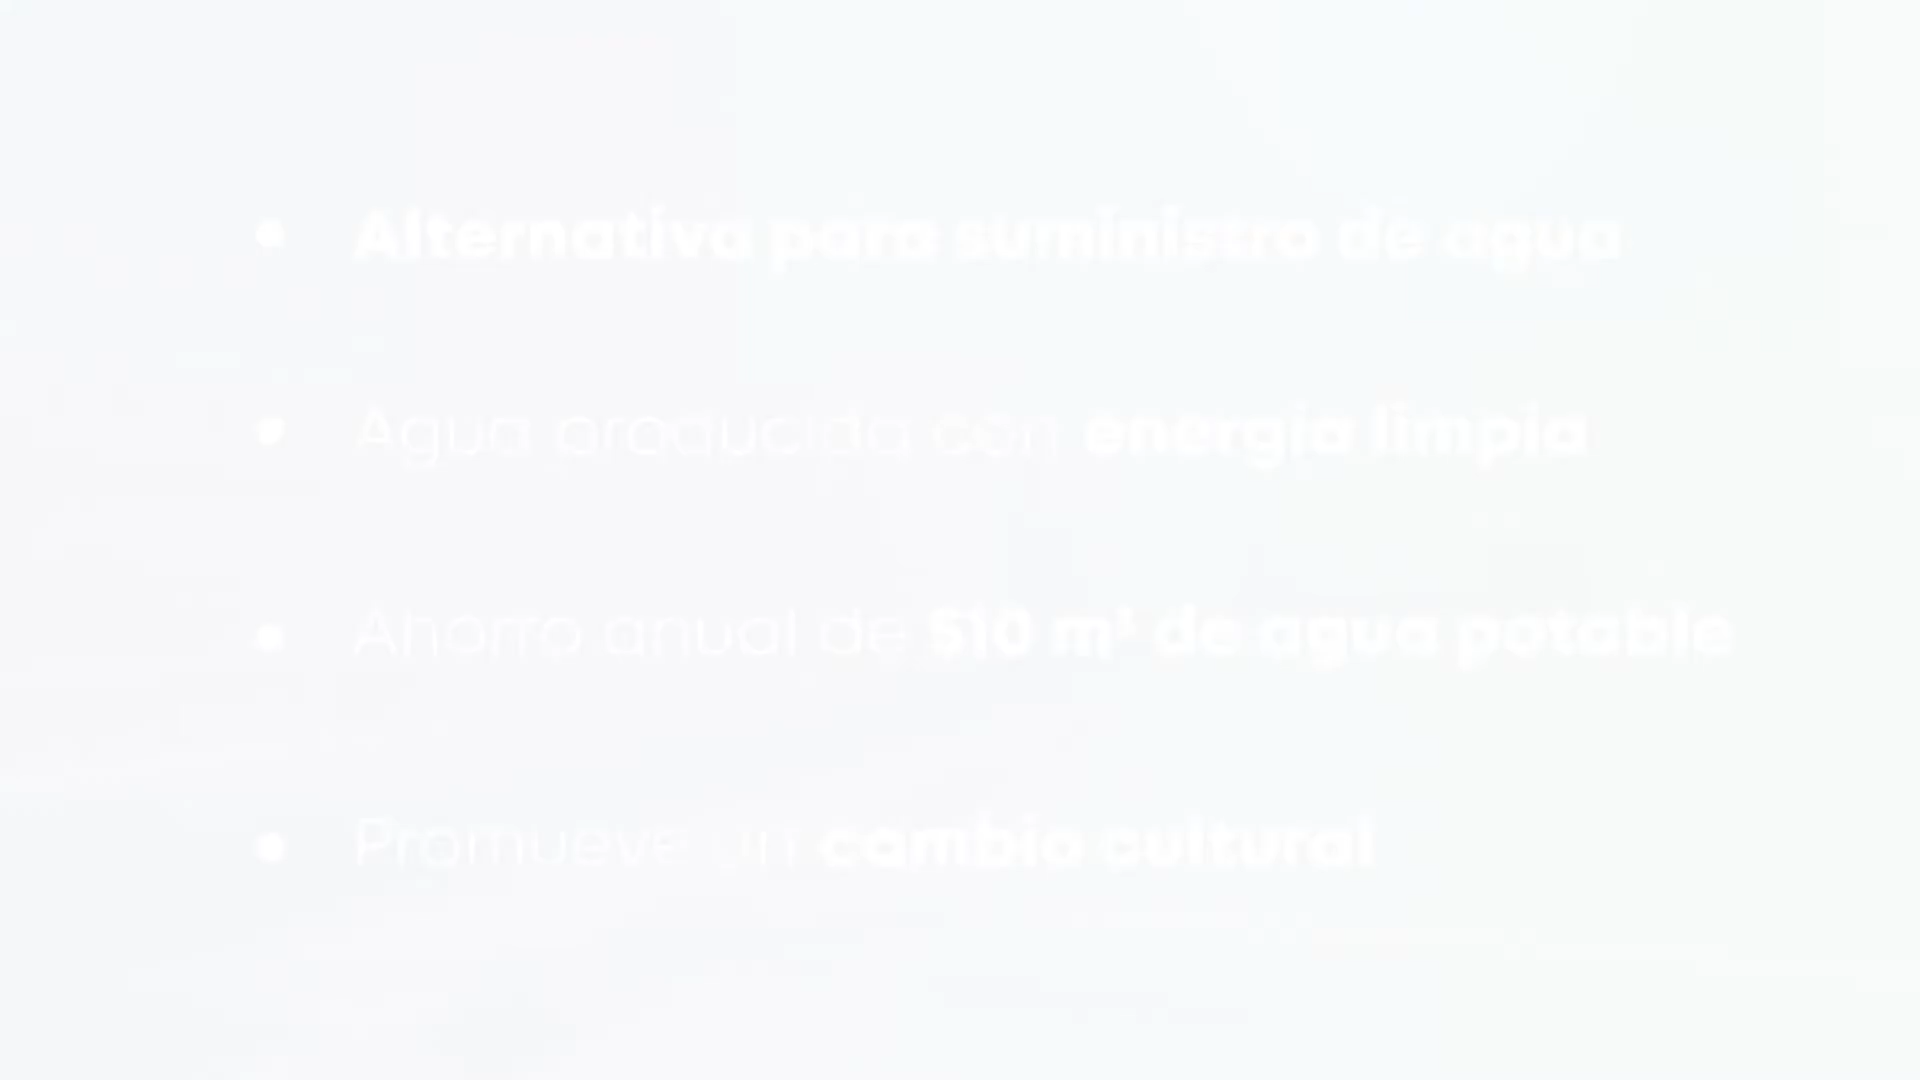 • Alternativa para suministro de agua
• Agua producida con energía limpia
• Ahorro anual de 510 m³ de agua potable
• Promueve un cambio cultural